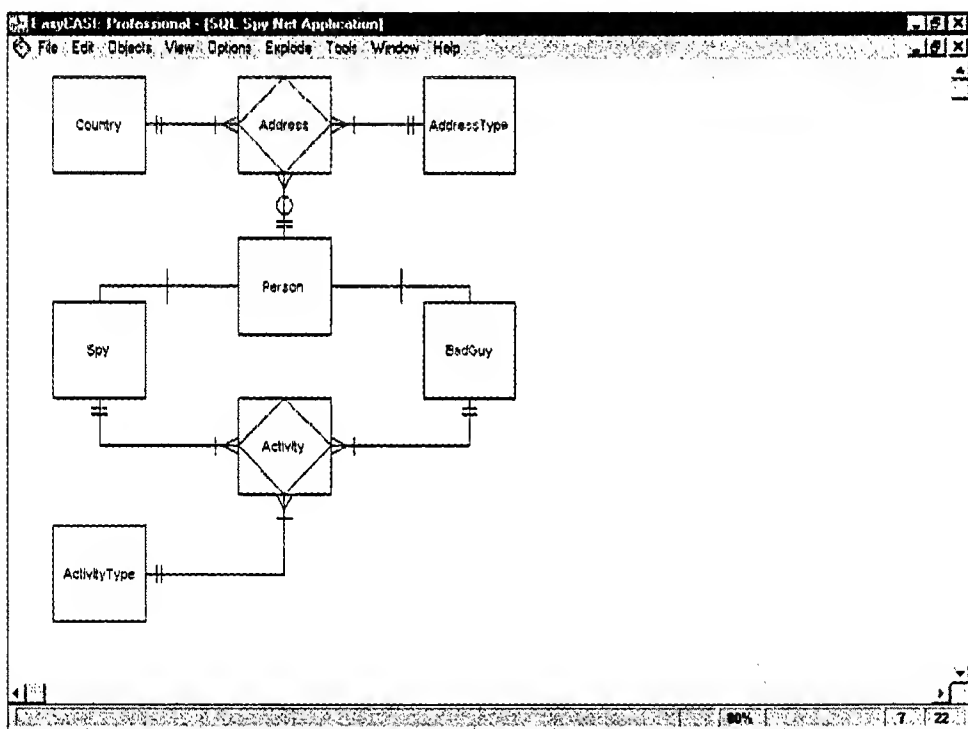 EasyCASE Professional - [SQL Spy Net Application]
File Edit Objects View Options Explode Tools Window Help
Country Address AddressType
Person
Spy BadGuy
Activity
ActivityType
80% 7 22